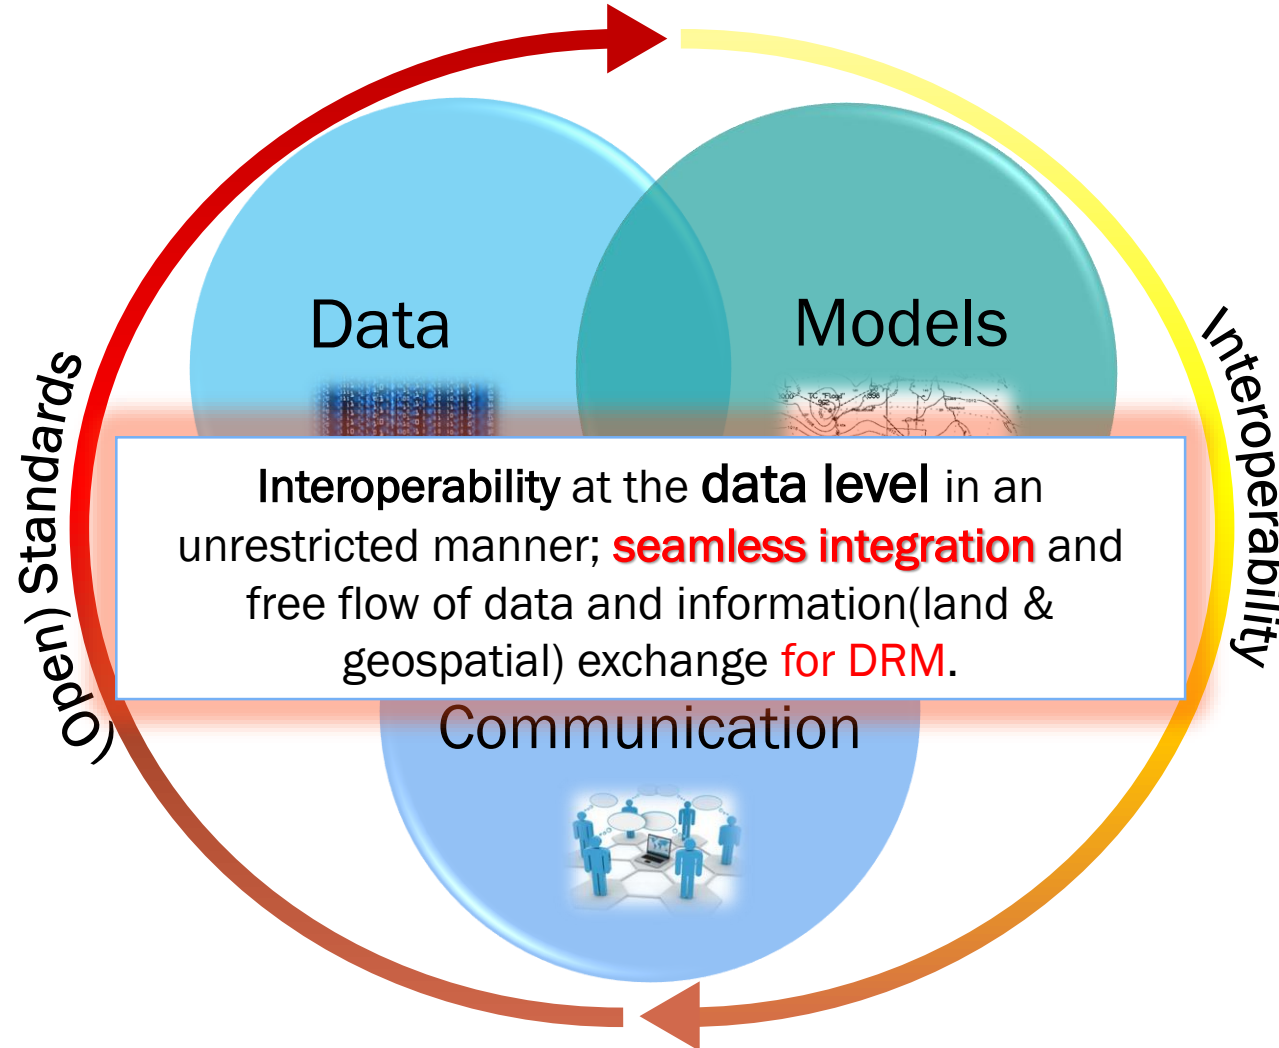 Data
Models
(Open) Standards
Interoperability
Interoperability at the data level in an
unrestricted manner; seamless integration and
free flow of data and information(land &
geospatial) exchange for DRM.
Communication